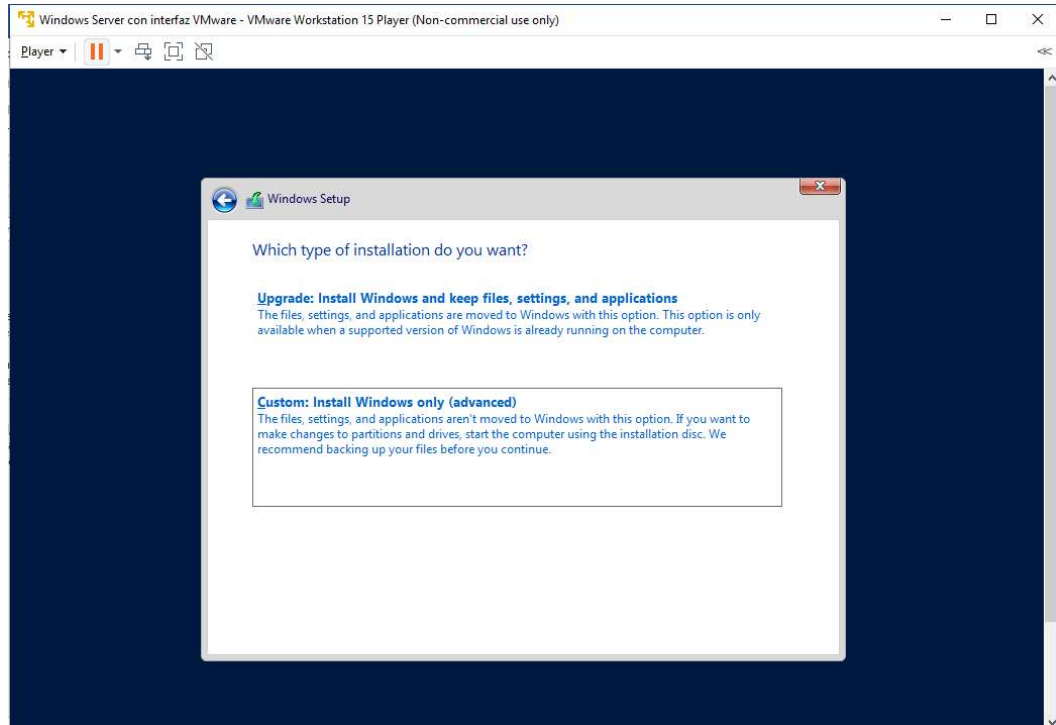 Windows Server con interfaz VMware - VMware Workstation 15 Player (Non-commercial use only)
Player
Windows Setup
Which type of installation do you want?
Upgrade: Install Windows and keep files, settings, and applications
The files, settings, and applications are moved to Windows with this option. This option is only
available when a supported version of Windows is already running on the computer.
Custom: Install Windows only (advanced)
The files, settings, and applications aren't moved to Windows with this option. If you want to
make changes to partitions and drives, start the computer using the installation disc. We
recommend backing up your files before you continue.